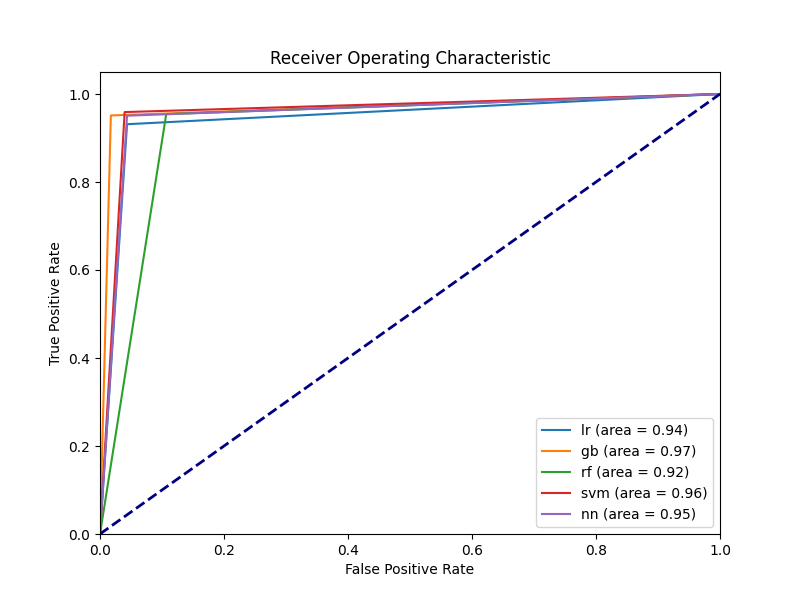 Receiver Operating Characteristic
True Positive Rate
1.0
0.8
0.6
0.4
0.2
0.0
0.0 0.2 0.4 0.6 0.8 1.0
False Positive Rate
lr (area = 0.94)
gb (area = 0.97)
rf (area = 0.92)
svm (area = 0.96)
nn (area = 0.95)